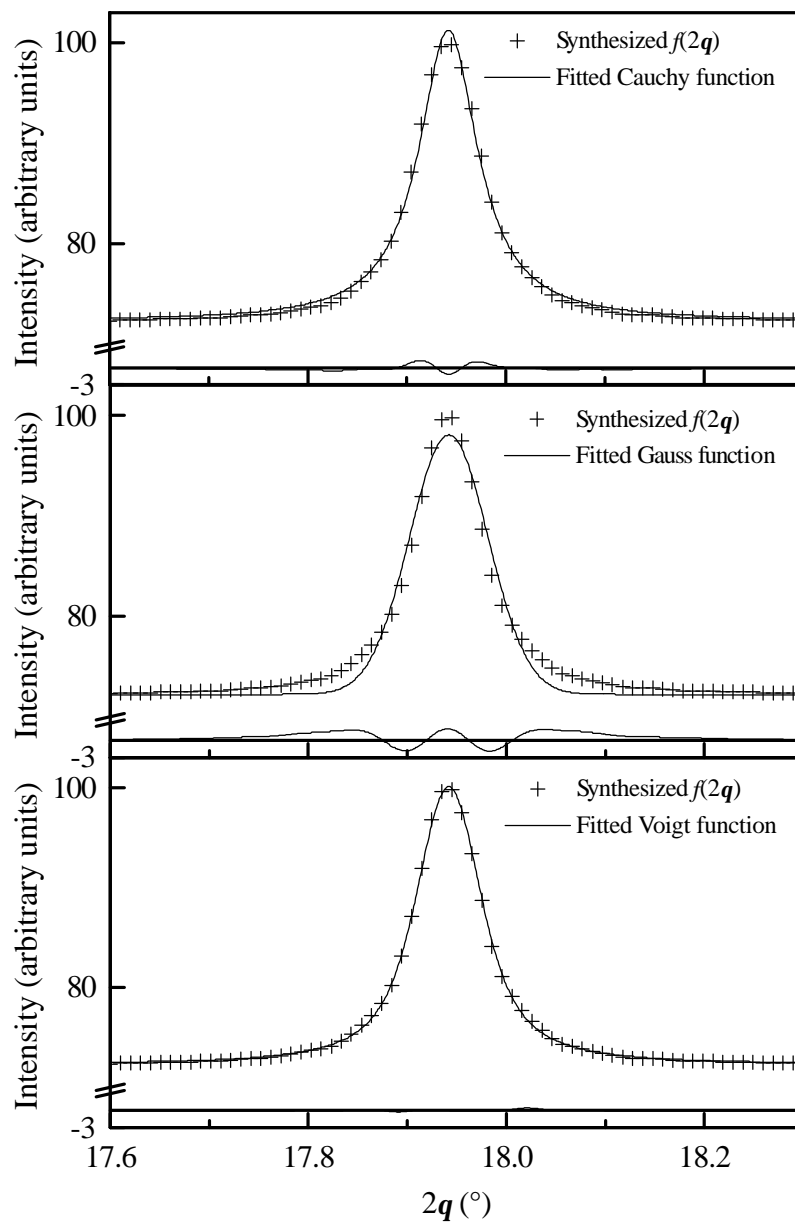 100
80
-3
Intensity (arbitrary units)
+ Synthesized f(2q)
Fitted Cauchy function
100
80
-3
Intensity (arbitrary units)
+ Synthesized f(2q)
Fitted Gauss function
100
80
-3
Intensity (arbitrary units)
+ Synthesized f(2q)
Fitted Voigt function
17.6 17.8 18.0 18.2
2q (°)